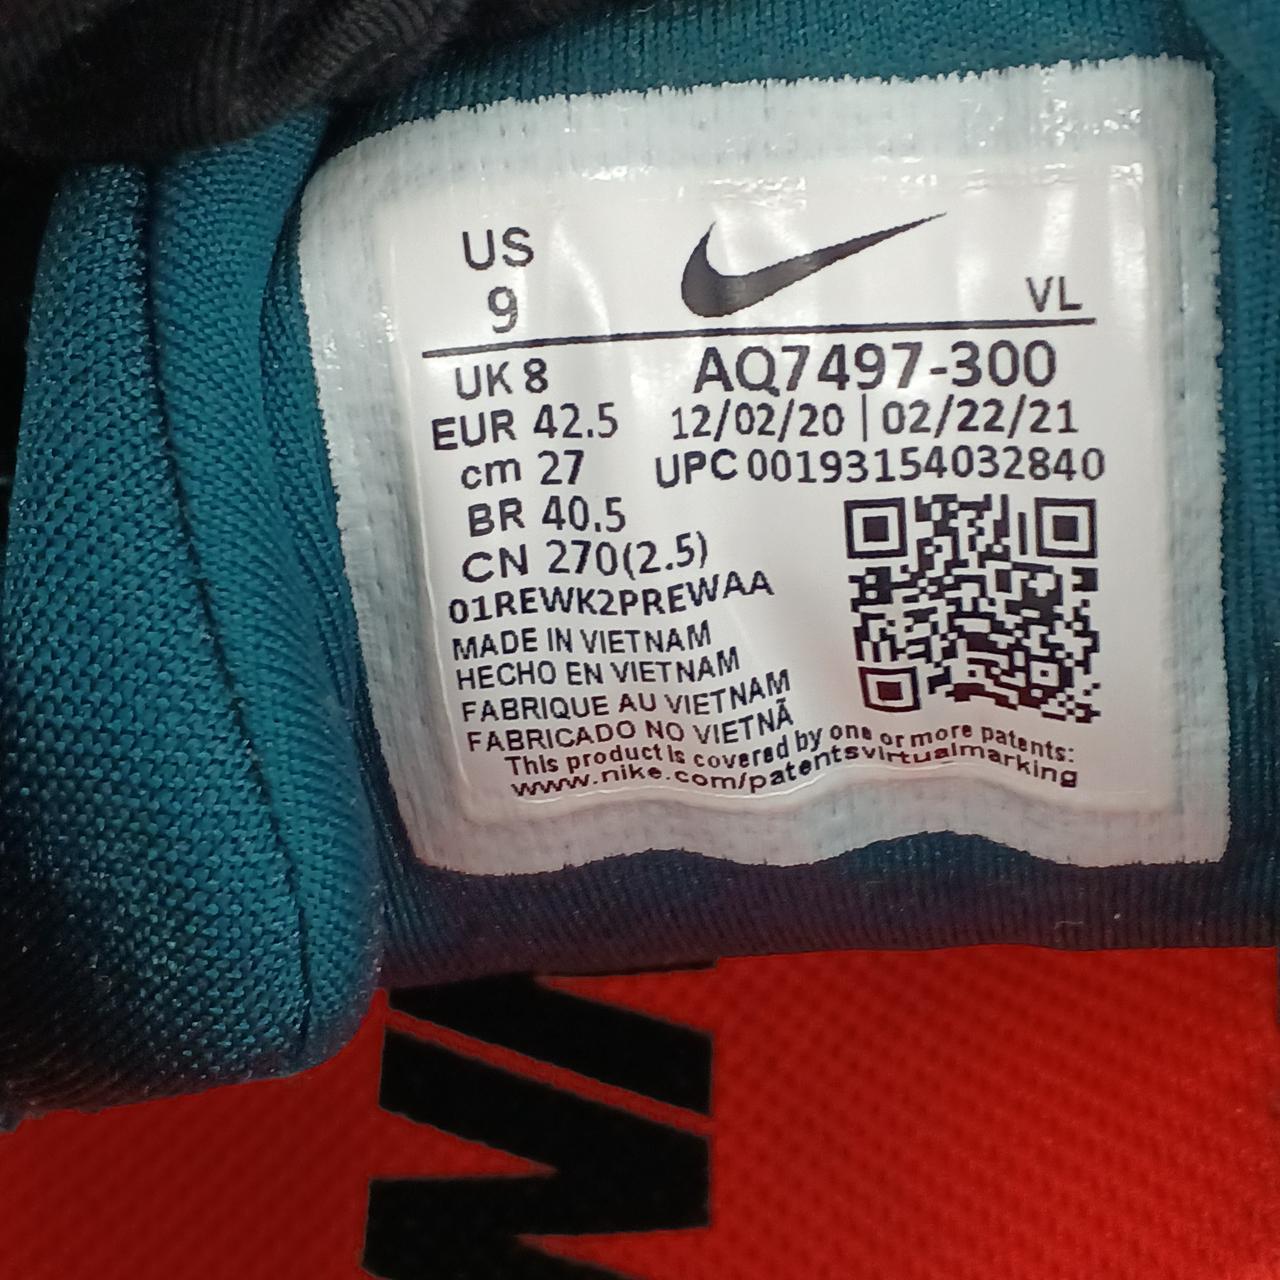 US
9
VL
UK 8
EUR 42.5
cm 27
BR 40.5
CN 270(2.5)
AQ7497-300
12/02/20 | 02/22/21
UPC 00193154032840
01REWK2PREWAA
MADE IN VIETNAM
HECHO EN VIETNAM
FABRIQUE AU VIETNAM
FABRICADO NO VIETNÃ
This product is covered by one or more patents:
www.nike.com/patentsvirtualmarking